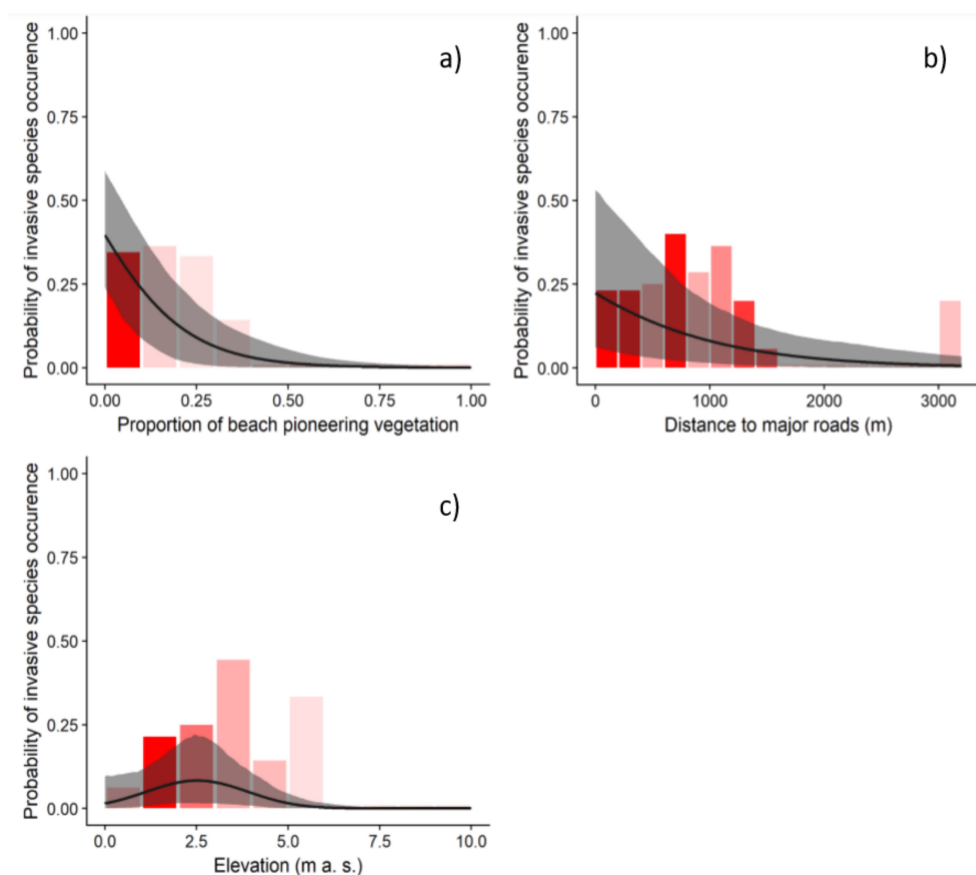 a)
Probability of invasive species occurence
1.00
0.75
0.50
0.25
0.00
0.00 0.25 0.50 0.75 1.00
Proportion of beach pioneering vegetation
b)
Probability of invasive species occurence
1.00
0.75
0.50
0.25
0.00
0 1000 2000 3000
Distance to major roads (m)
c)
Probability of invasive species occurence
1.00
0.75
0.50
0.25
0.00
0.0 2.5 5.0 7.5 10.0
Elevation (m a. s.)